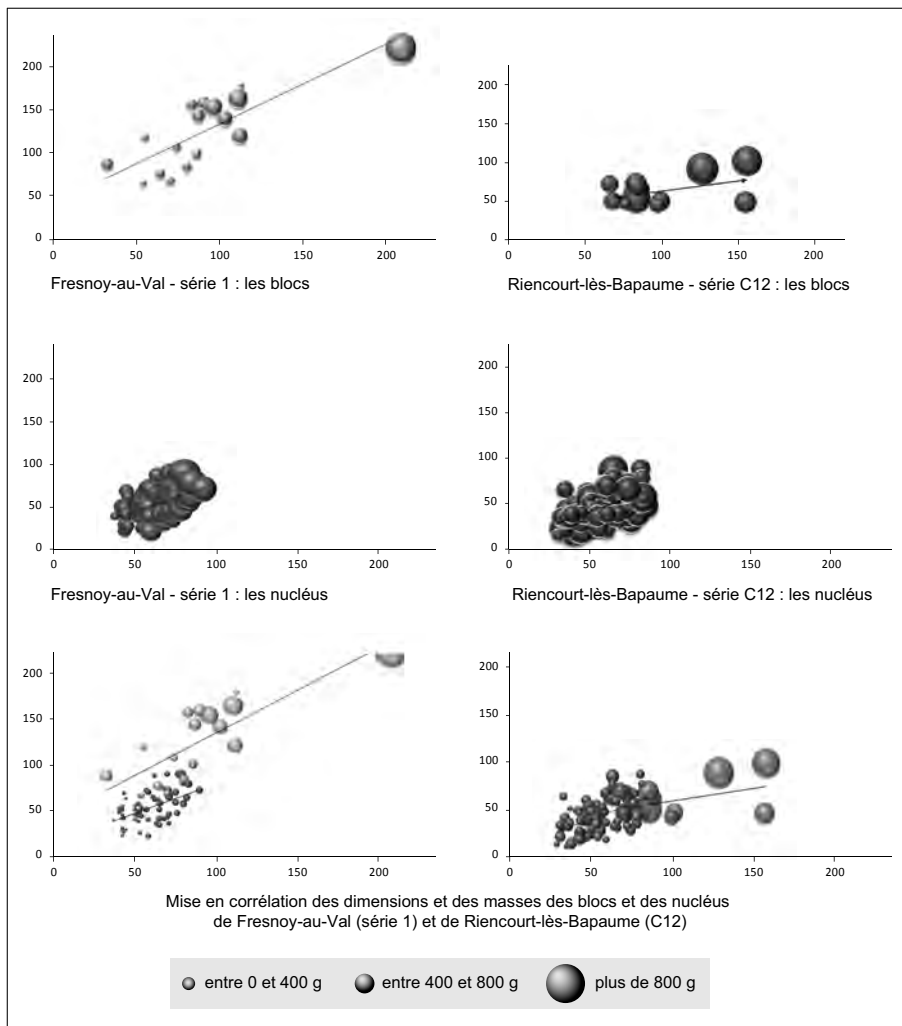 200
150
100
50
0
0 50 100 150 200
Fresnoy-au-Val - série 1 : les blocs
200
150
100
50
0
0 50 100 150 200
Riencourt-lès-Bapaume - série C12 : les blocs
200
150
100
50
0
0 50 100 150 200
Fresnoy-au-Val - série 1 : les nucléus
200
150
100
50
0
0 50 100 150 200
Riencourt-lès-Bapaume - série C12 : les nucléus
200
150
100
50
0
0 50 100 150 200
200
150
100
50
0
0 50 100 150 200
Mise en corrélation des dimensions et des masses des blocs et des nucléus
de Fresnoy-au-Val (série 1) et de Riencourt-lès-Bapaume (C12)
entre 0 et 400 g entre 400 et 800 g plus de 800 g